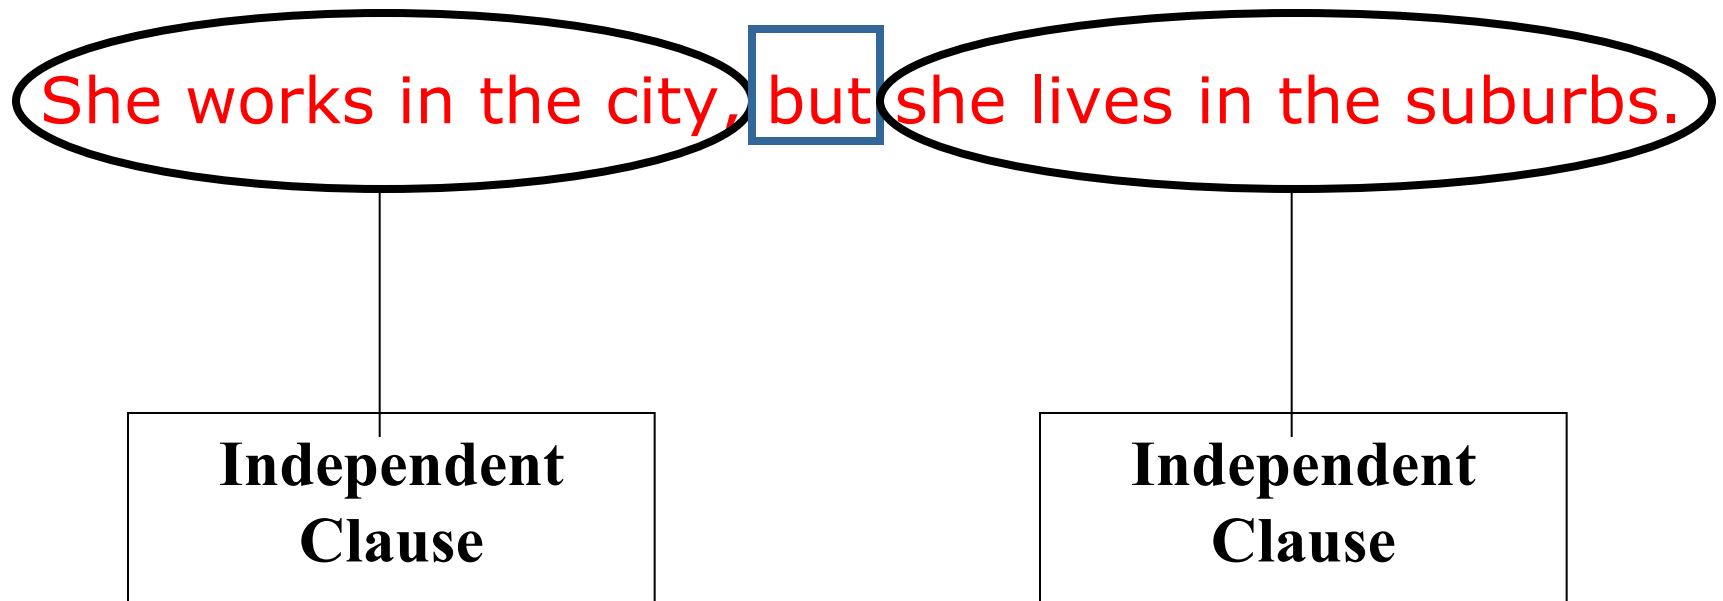 She works in the city, but she lives in the suburbs.
Independent
Clause
Independent
Clause